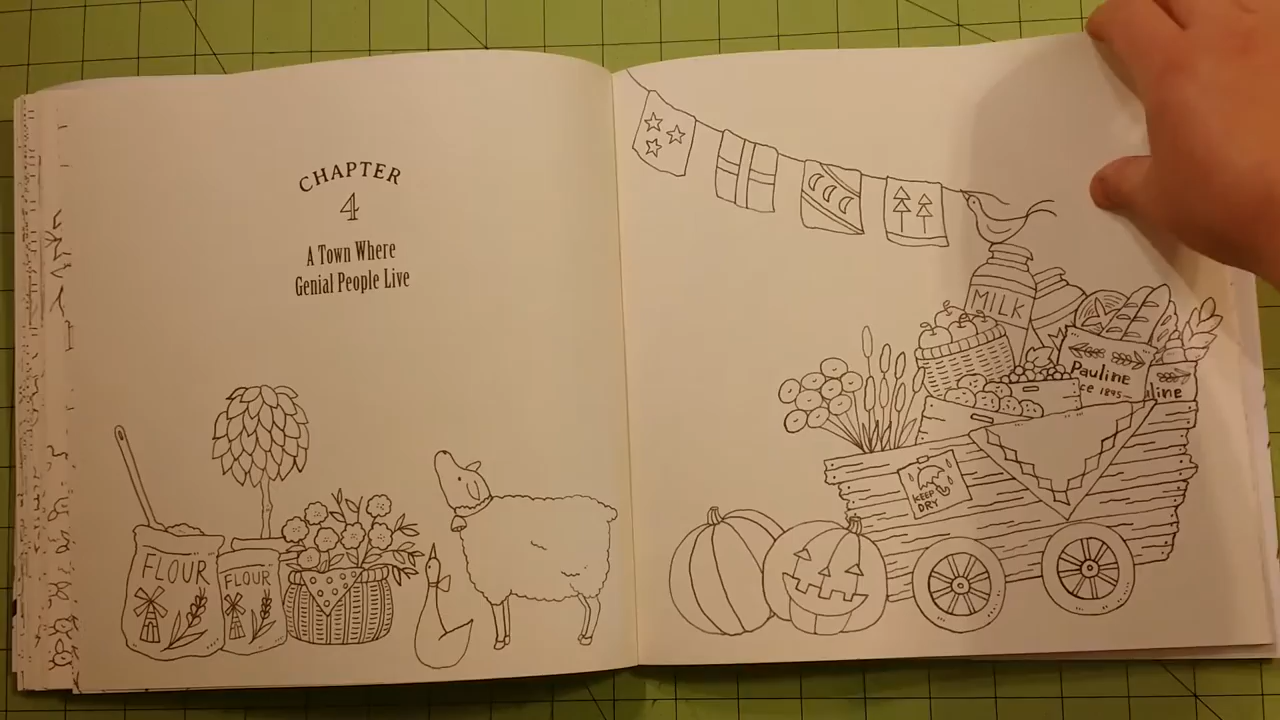 CHAPTER
4
A Town Where
Genial People Live
FLOUR
FLOUR
MILK
Pauline
ce 1895
line
KEEP
DRY